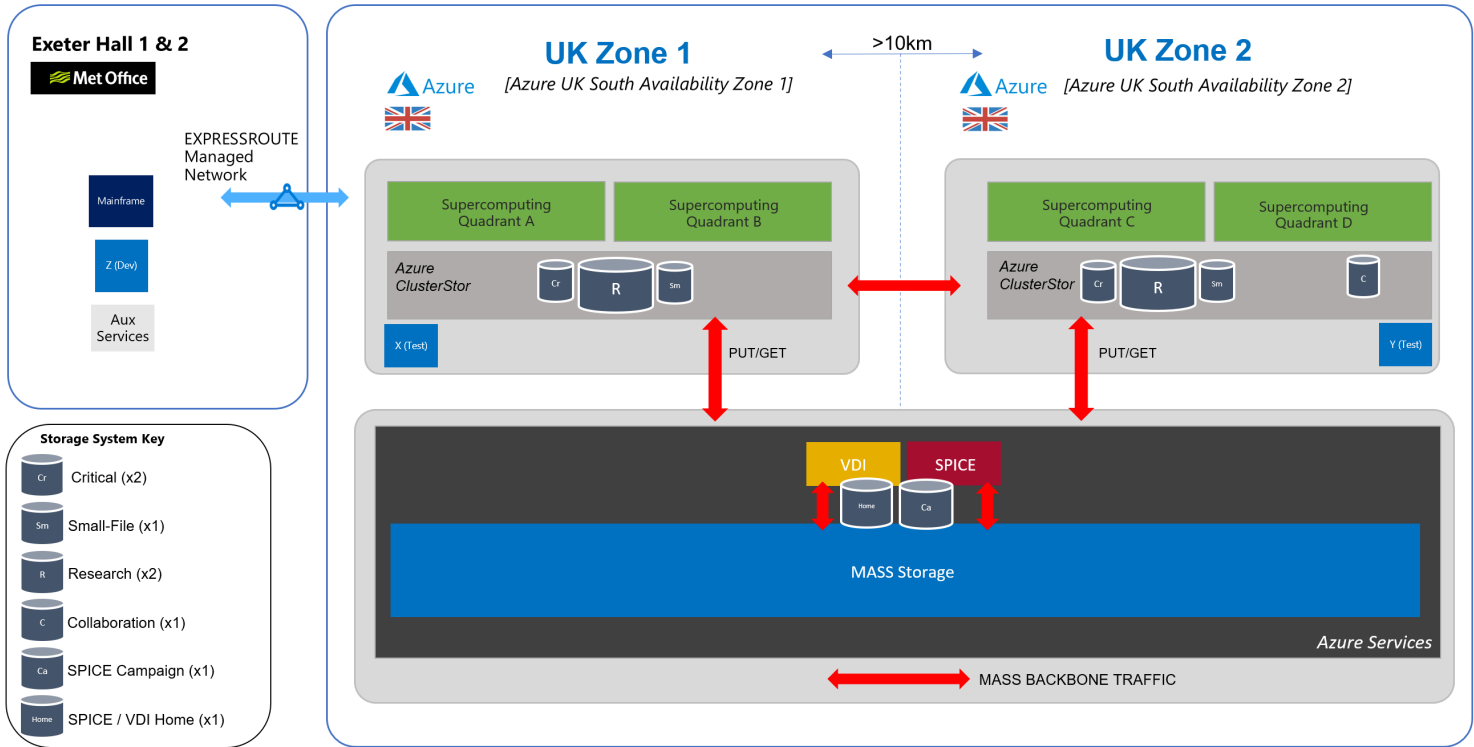 Exeter Hall 1 & 2
Met Office
EXPRESSROUTE
Managed
Network
Mainframe
Z (Dev)
Aux
Services
Storage System Key
Cr
Critical (x2)
Sm
Small-File (x1)
R
Research (x2)
C
Collaboration (x1)
Ca
SPICE Campaign (x1)
Home
SPICE / VDI Home (x1)
UK Zone 1
Azure
[Azure UK South Availability Zone 1]
>10km
UK Zone 2
Azure
[Azure UK South Availability Zone 2]
Supercomputing
Quadrant A
Supercomputing
Quadrant B
Azure
ClusterStor
Cr
R
Sm
X (Test)
PUT/GET
Supercomputing
Quadrant C
Supercomputing
Quadrant D
Azure
ClusterStor
Cr
R
Sm
C
PUT/GET
Y (Test)
VDI
SPICE
Home
Ca
MASS Storage
Azure Services
MASS BACKBONE TRAFFIC